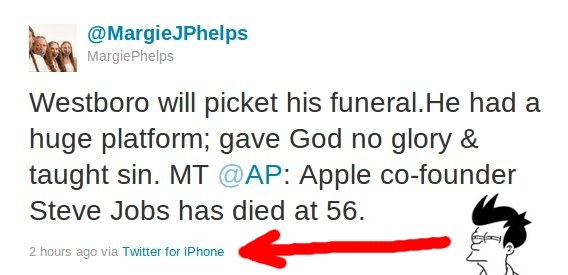 @MargieJPhelps
MargiePhelps
Westboro will picket his funeral.He had a
huge platform; gave God no glory &
taught sin. MT @AP: Apple co-founder
Steve Jobs has died at 56.
2 hours ago via Twitter for iPhone